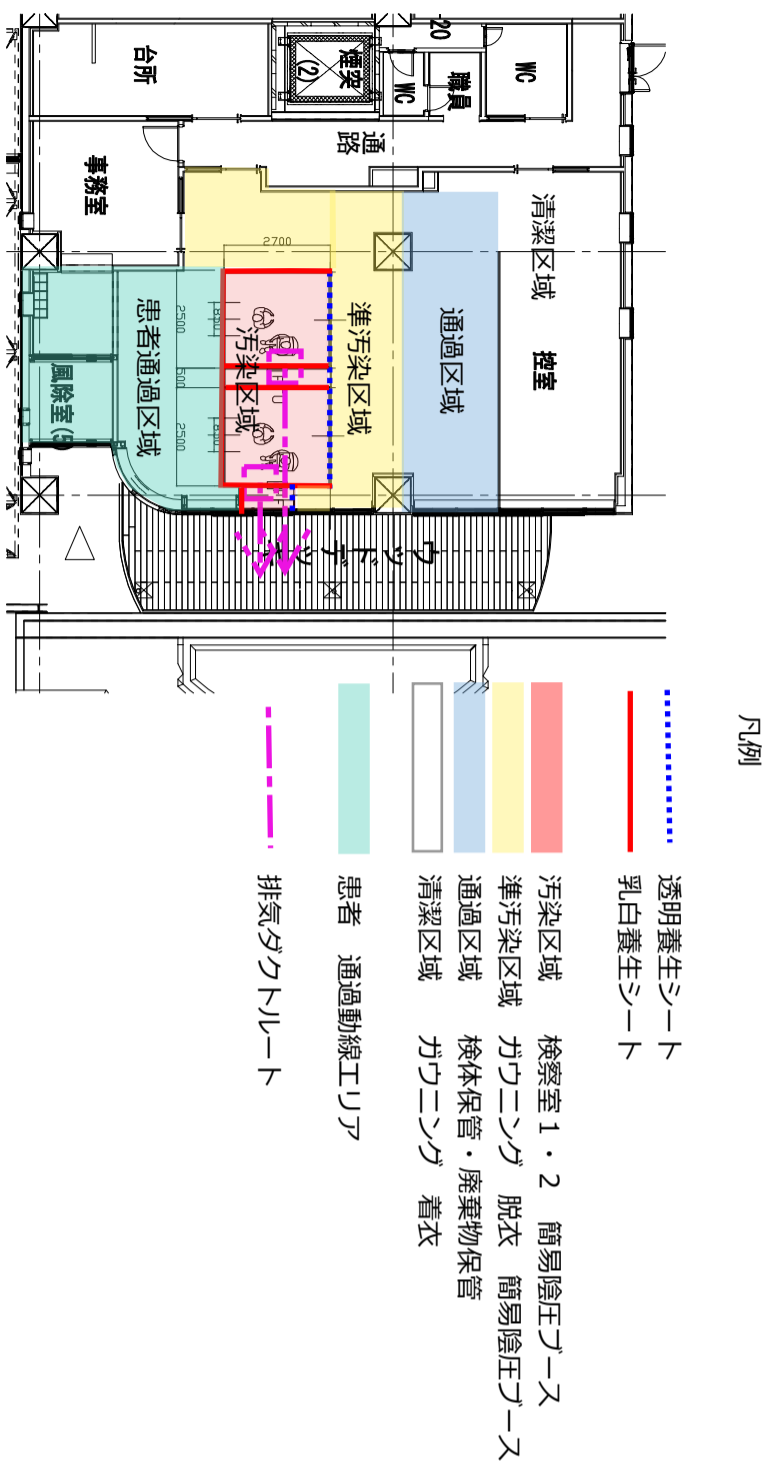 凡例
透明養生シート
乳白養生シート
汚染区域 検察室1・2 簡易陰圧ブース
準汚染区域 ガウニング 脱衣 簡易陰圧ブース
通過区域 検体保管・廃棄物保管
清潔区域 ガウニング 着衣
患者 通過動線エリア
排気ダクトルート
WC
清潔区域
控室
職員
20
WC
通過区域
通路
準汚染区域
煙突
(2)
2700
汚染区域
2500
500
2500
台所
患者通過区域
事務室
風除室(5
ウッドデッキ